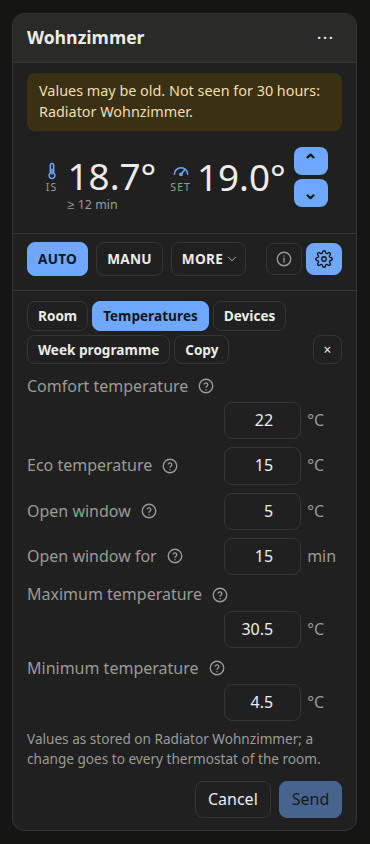 Wohnzimmer ...
Values may be old. Not seen for 30 hours:
Radiator Wohnzimmer.
IS 18.7° SET 19.0°
≥ 12 min
AUTO MANU MORE
Room Temperatures Devices
Week programme Copy ×
Comfort temperature ?
22 °C
Eco temperature ? 15 °C
Open window ? 5 °C
Open window for ? 15 min
Maximum temperature ?
30.5 °C
Minimum temperature ?
4.5 °C
Values as stored on Radiator Wohnzimmer; a
change goes to every thermostat of the room.
Cancel Send